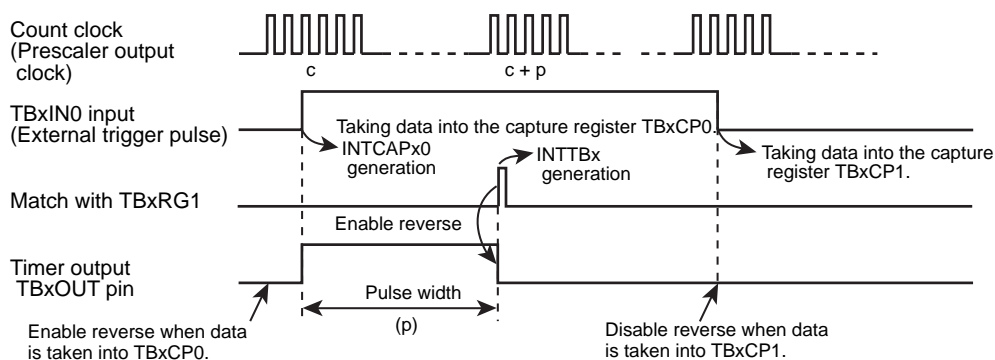 Count clock
(Prescaler output
clock)
c
c + p
TBxIN0 input
(External trigger pulse)
Taking data into the capture register TBxCP0.
INTCAPx0
generation
INTTBx
generation
Taking data into the capture
register TBxCP1.
Match with TBxRG1
Enable reverse
Timer output
TBxOUT pin
Pulse width
(p)
Enable reverse when data
is taken into TBxCP0.
Disable reverse when data
is taken into TBxCP1.